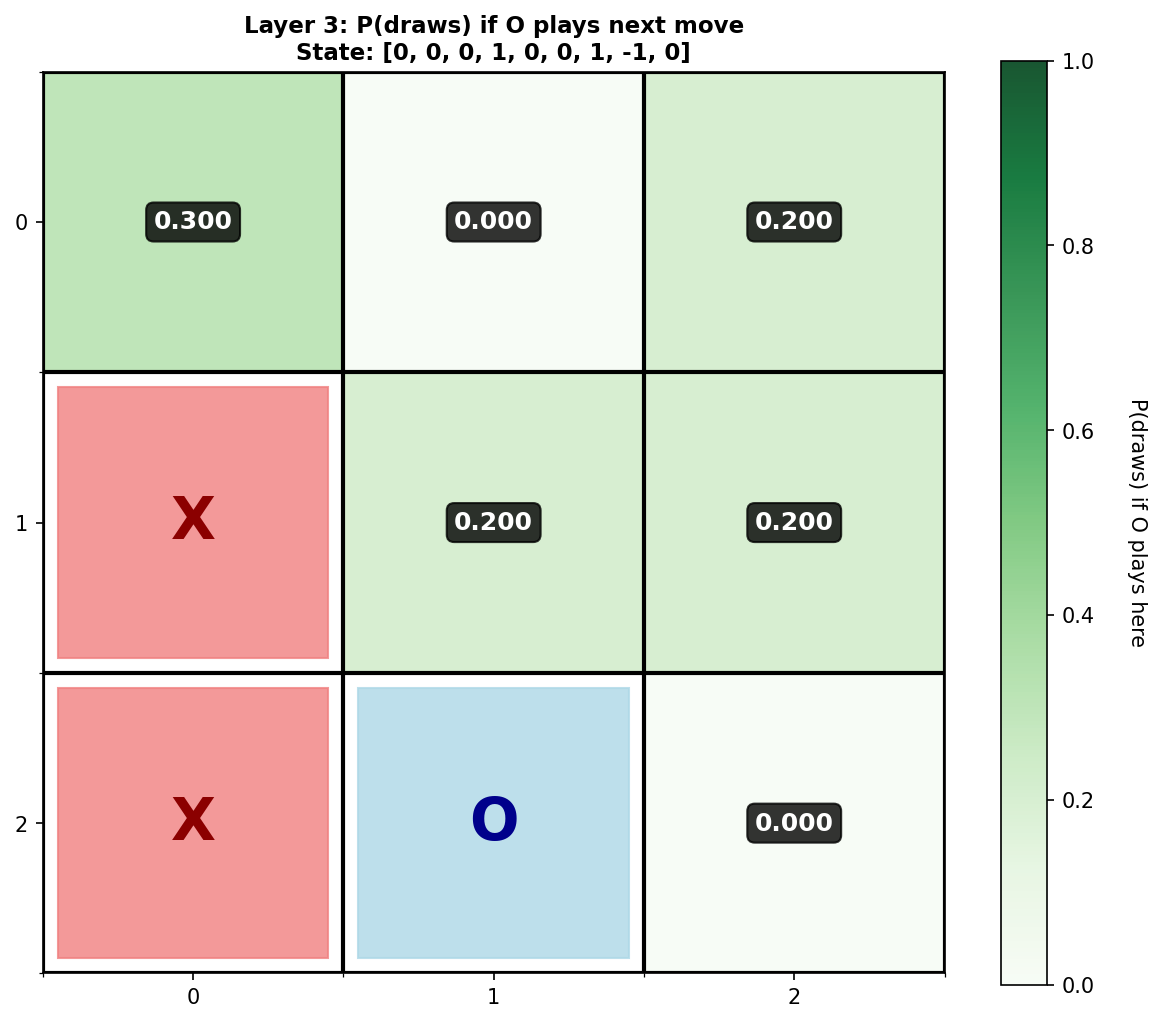 Layer 3: P(draws) if O plays next move
State: [0, 0, 0, 1, 0, 0, 1, -1, 0]
0.300 0.000 0.200
X 0.200 0.200
X O 0.000
0
1
2
0 1 2
1.0
0.8
0.6
0.4
0.2
0.0
P(draws) if O plays here